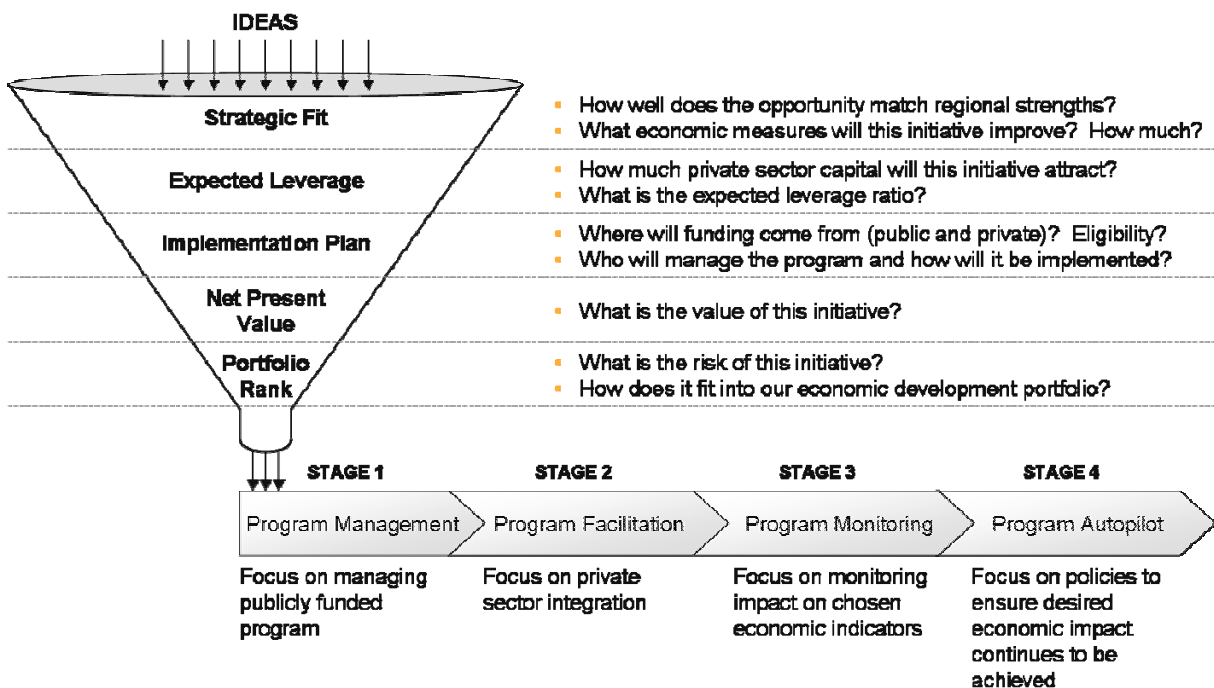 IDEAS
Strategic Fit
How well does the opportunity match regional strengths?
What economic measures will this initiative improve?  How much?
Expected Leverage
How much private sector capital will this initiative attract?
What is the expected leverage ratio?
Implementation Plan
Where will funding come from (public and private)?  Eligibility?
Who will manage the program and how will it be implemented?
Net Present
Value
What is the value of this initiative?
Portfolio
Rank
What is the risk of this initiative?
How does it fit into our economic development portfolio?
STAGE 1
Program Management
Focus on managing
publicly funded
program
STAGE 2
Program Facilitation
Focus on private
sector integration
STAGE 3
Program Monitoring
Focus on monitoring
impact on chosen
economic indicators
STAGE 4
Program Autopilot
Focus on policies to
ensure desired
economic impact
continues to be
achieved